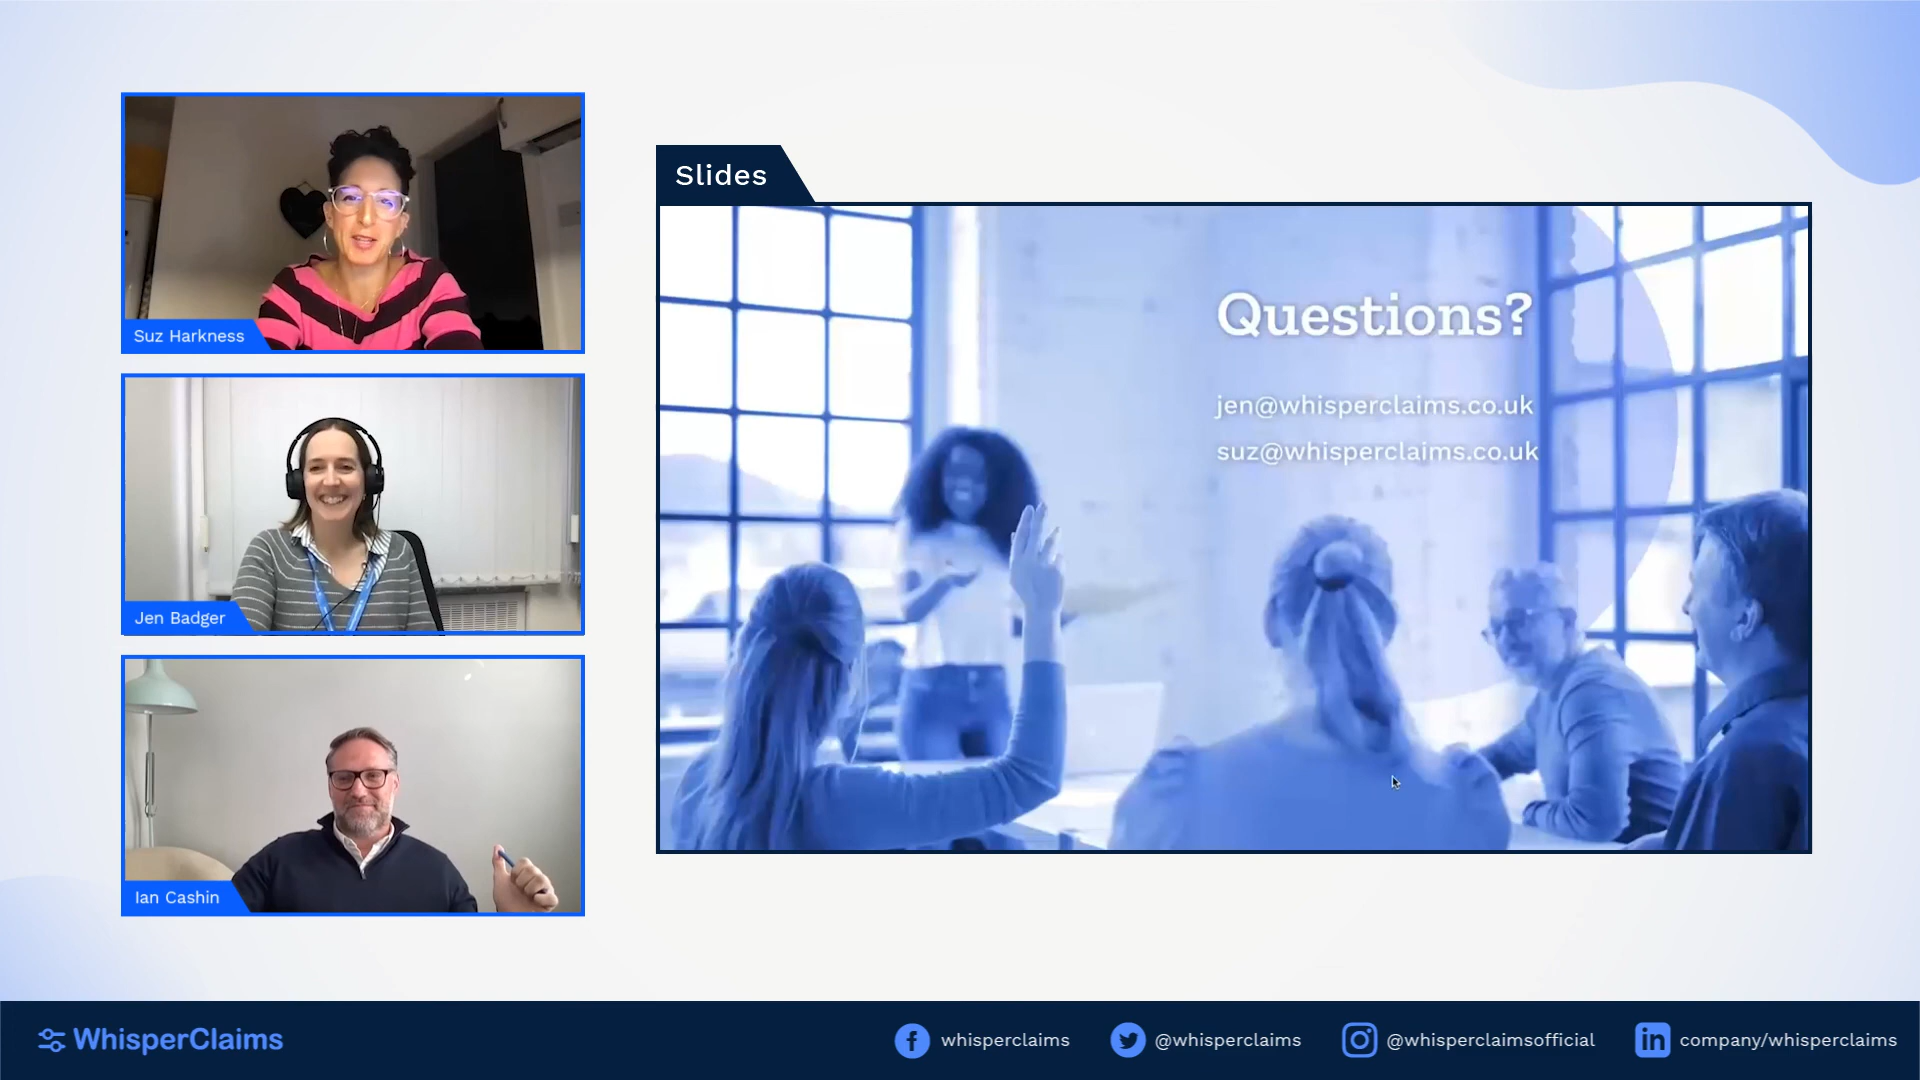 Suz Harkness
Jen Badger
Ian Cashin
Slides
Questions?
jen@whisperclaims.co.uk
suz@whisperclaims.co.uk
WhisperClaims
whisperclaims
@whisperclaims
@whisperclaimsofficial
company/whisperclaims